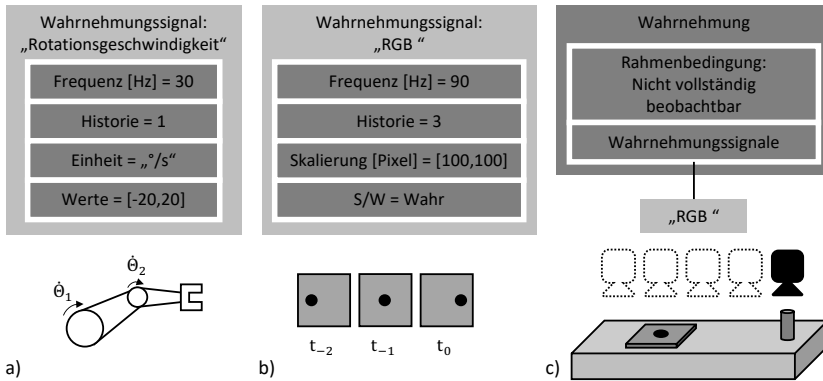 Wahrnehmungssignal:
„Rotationsgeschwindigkeit“
Frequenz [Hz] = 30
Historie = 1
Einheit = „°/s“
Werte = [-20,20]
Θ̇₁
Θ̇₂
a)
Wahrnehmungssignal:
„RGB “
Frequenz [Hz] = 90
Historie = 3
Skalierung [Pixel] = [100,100]
S/W = Wahr
t₋₂ t₋₁ t₀
b)
Wahrnehmung
Rahmenbedingung:
Nicht vollständig
beobachtbar
Wahrnehmungssignale
„RGB “
c)